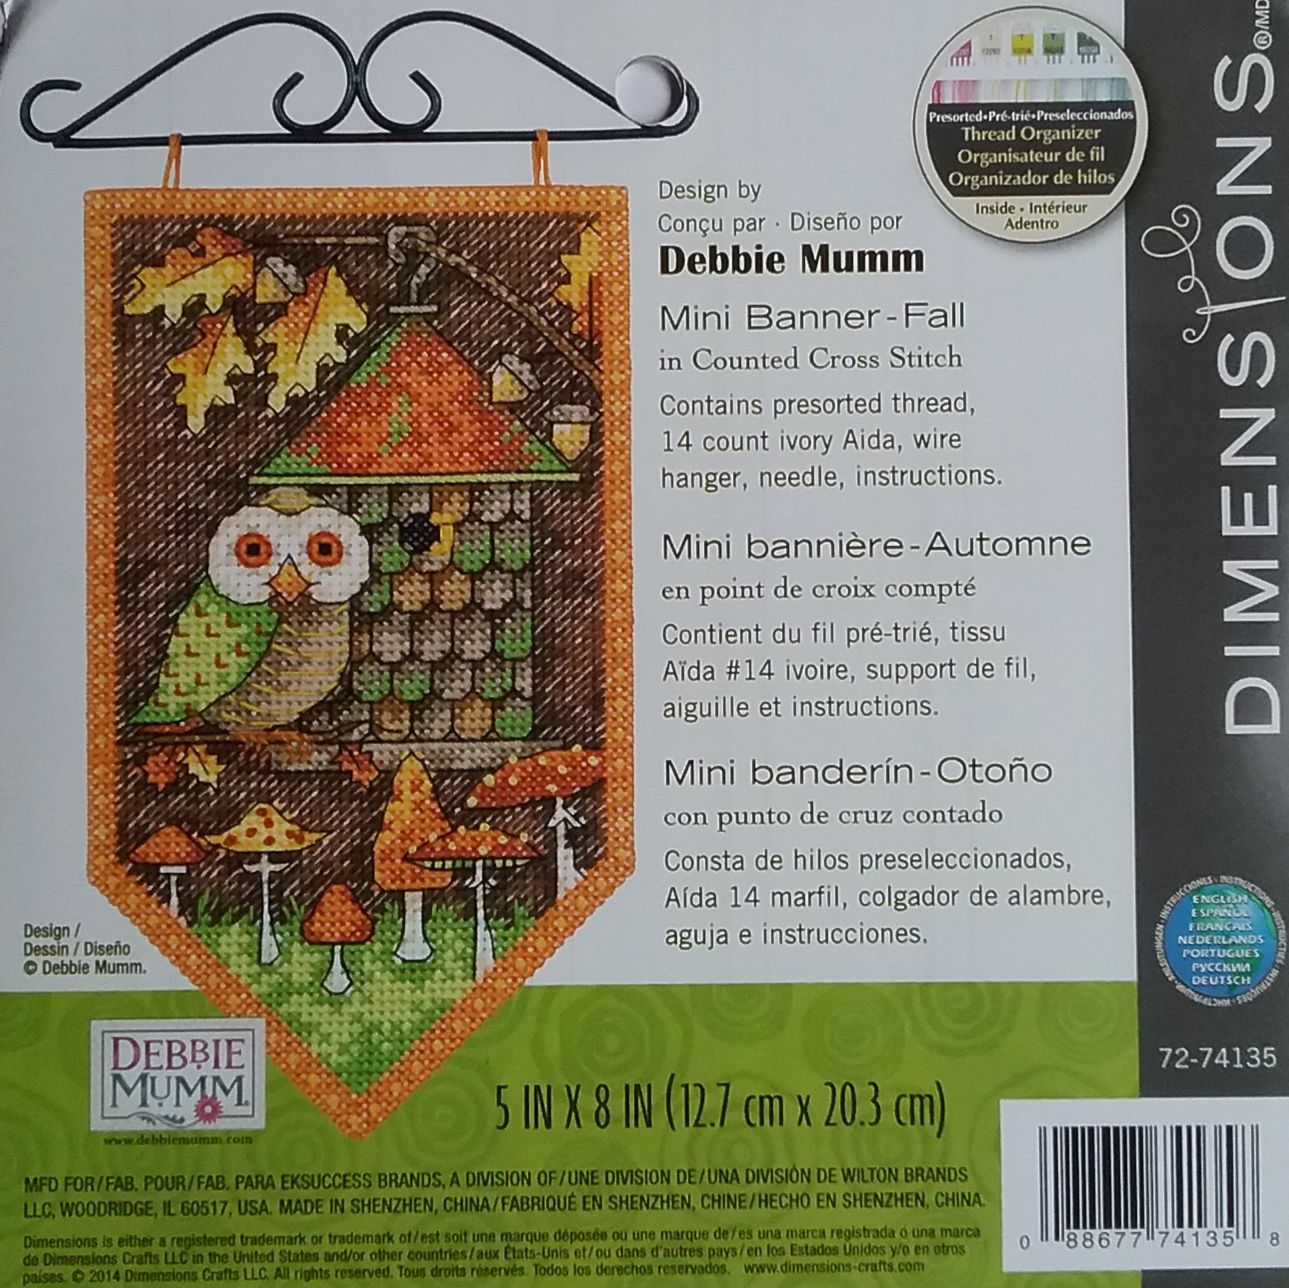 Presorted•Pré-trié•Preseleccionados
Thread Organizer
Organisateur de fil
Organizador de hilos
Inside • Intérieur
Adentro
DIMENSIONS®/MD
Design by
Conçu par · Diseño por
Debbie Mumm
Mini Banner - Fall
in Counted Cross Stitch
Contains presorted thread,
14 count ivory Aida, wire
hanger, needle, instructions.
Mini bannière - Automne
en point de croix compté
Contient du fil pré-trié, tissu
Aïda #14 ivoire, support de fil,
aiguille et instructions.
Mini banderín - Otoño
con punto de cruz contado
Consta de hilos preseleccionados,
Aída 14 marfil, colgador de alambre,
aguja e instrucciones.
Design /
Dessin / Diseño
© Debbie Mumm.
ENGLISH
ESPAÑOL
FRANÇAIS
NEDERLANDS
PORTUGUÊS
РУССКИЙ
DEUTSCH
72-74135
DEBBIE
MUMM®
www.debbiemumm.com
5 IN X 8 IN (12.7 cm x 20.3 cm)
MFD FOR/FAB. POUR/FAB. PARA EKSUCCESS BRANDS, A DIVISION OF/UNE DIVISION DE/UNA DIVISIÓN DE WILTON BRANDS
LLC, WOODRIDGE, IL 60517, USA. MADE IN SHENZHEN, CHINA/FABRIQUÉ EN SHENZHEN, CHINE/HECHO EN SHENZHEN, CHINA.
Dimensions is either a registered trademark or trademark of/est soit une marque déposée ou une marque de/es una marca registrada o una marca
de Dimensions Crafts LLC in the United States and/or other countries/aux États-Unis et/ou dans d'autres pays/en los Estados Unidos y/o en otros
países. © 2014 Dimensions Crafts LLC. All rights reserved. Tous droits réservés. Todos los derechos reservados. www.dimensions-crafts.com
0 88677 74135 8